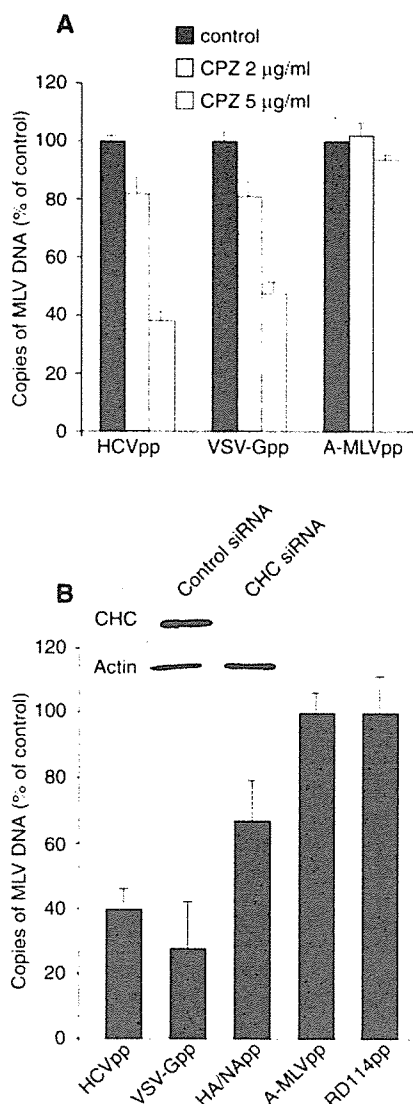 A
control
CPZ 2 µg/ml
CPZ 5 µg/ml
Copies of MLV DNA (% of control)
120
100
80
60
40
20
0
HCVpp
VSV-Gpp
A-MLVpp
B
Control siRNA
CHC siRNA
CHC
Actin
Copies of MLV DNA (% of control)
120
100
80
60
40
20
0
HCVpp
VSV-Gpp
HA/NApp
A-MLVpp
RD114pp